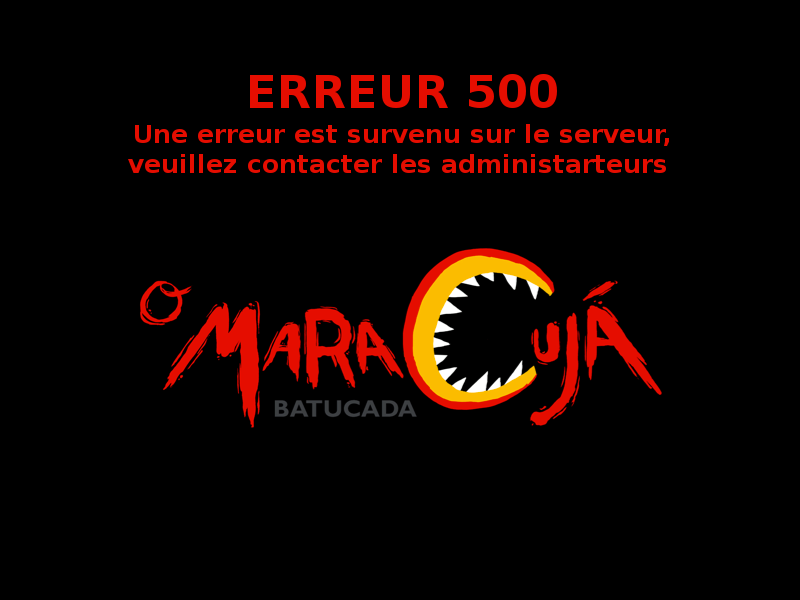 ERREUR 500
Une erreur est survenu sur le serveur,
veuillez contacter les administarteurs
O MARACUJÁ
BATUCADA